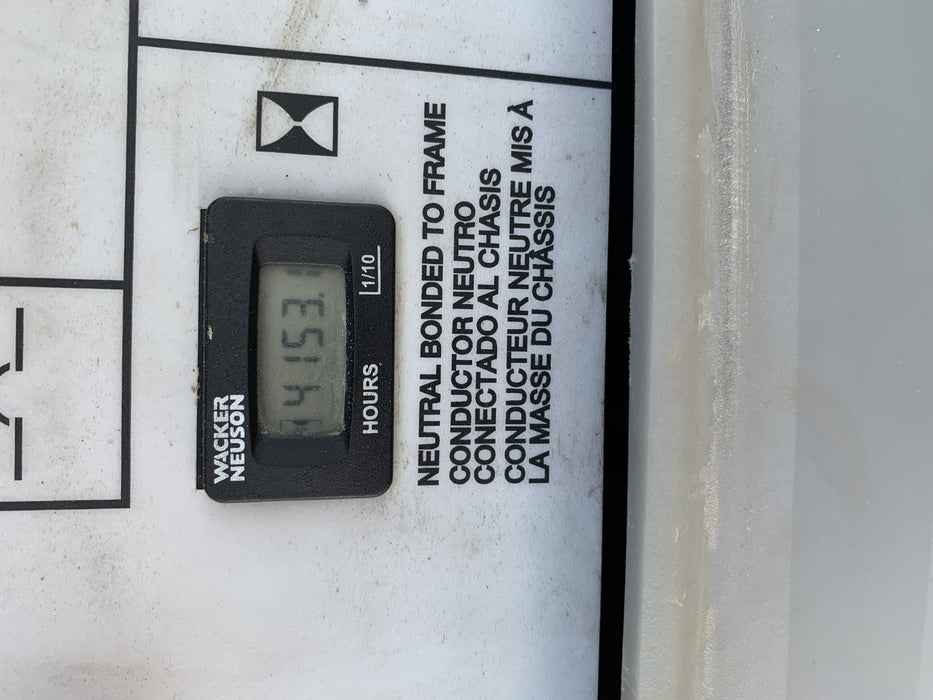 WACKER
NEUSON
4153.
HOURS
1/10
NEUTRAL BONDED TO FRAME
CONDUCTOR NEUTRO
CONECTADO AL CHASIS
CONDUCTEUR NEUTRE MIS À
LA MASSE DU CHÂSSIS